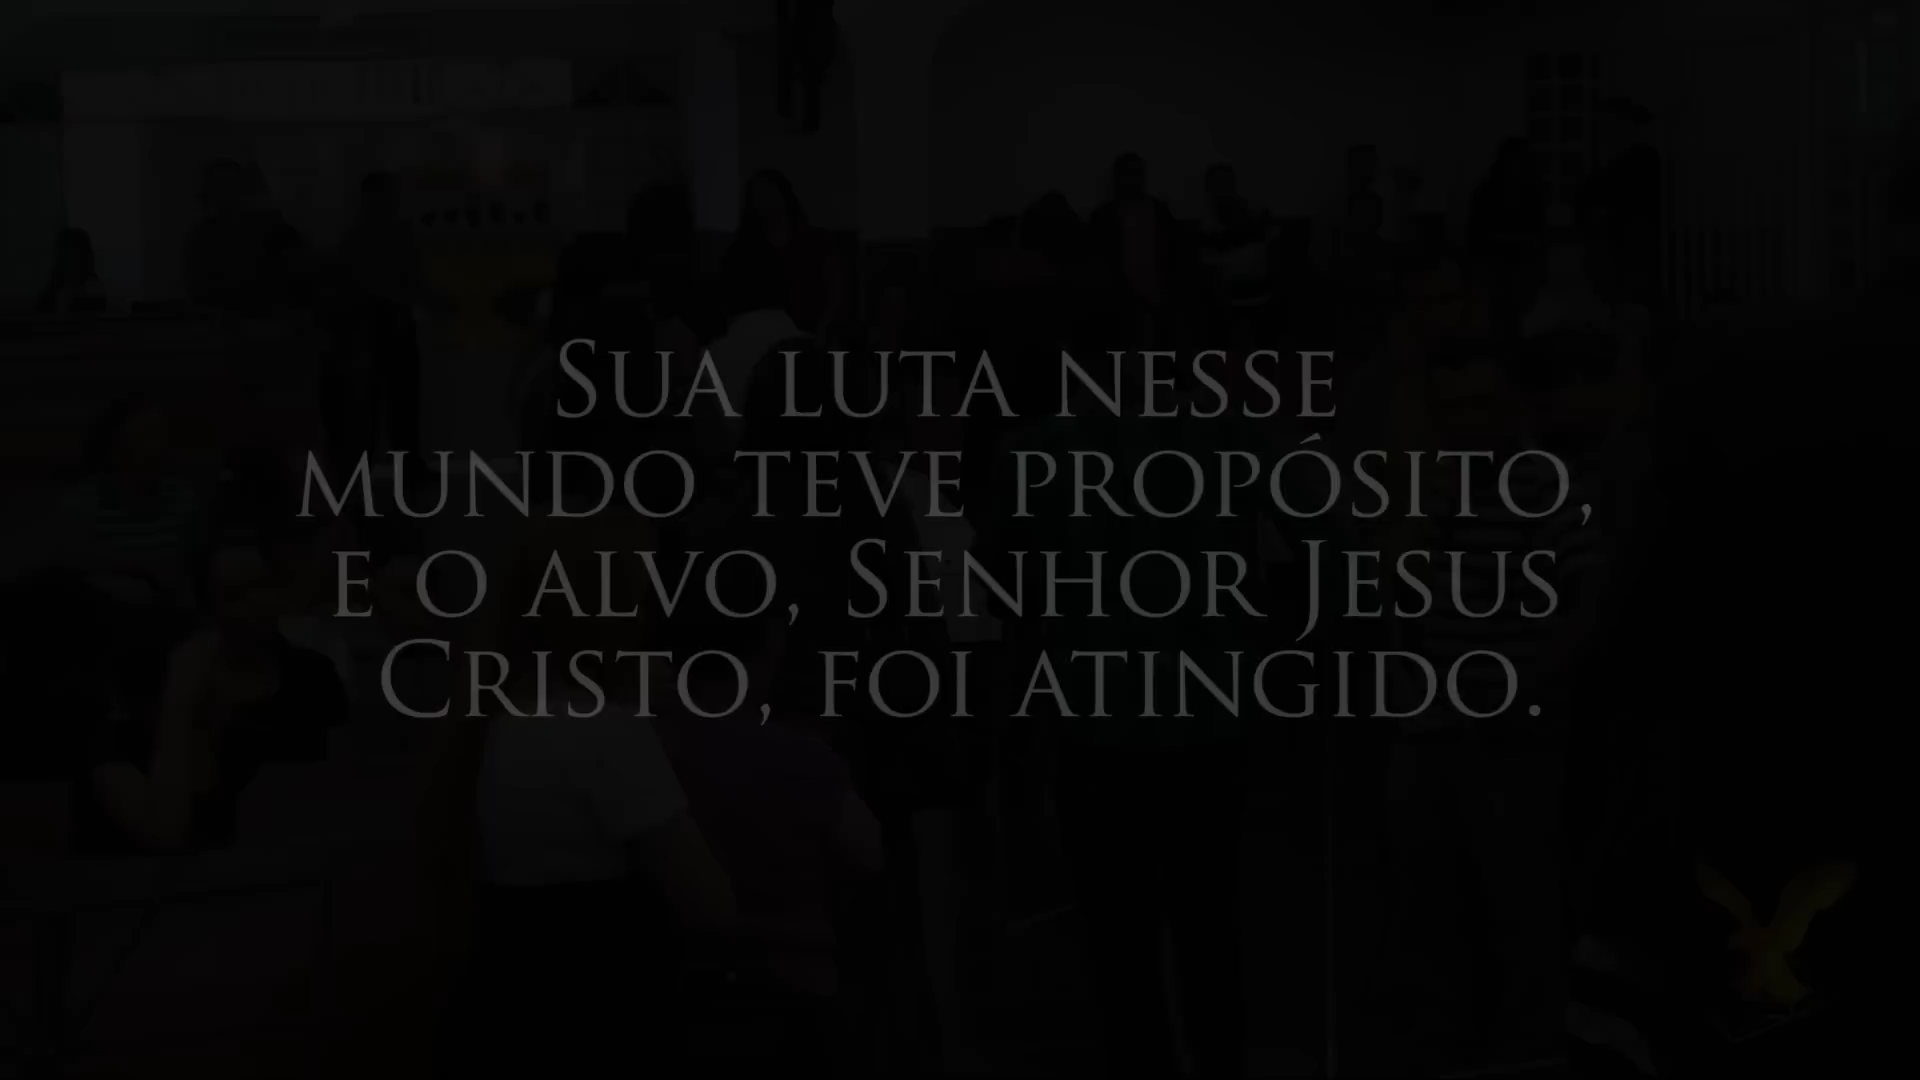 Sua luta nesse
mundo teve propósito,
e o alvo, Senhor Jesus
Cristo, foi atingido.